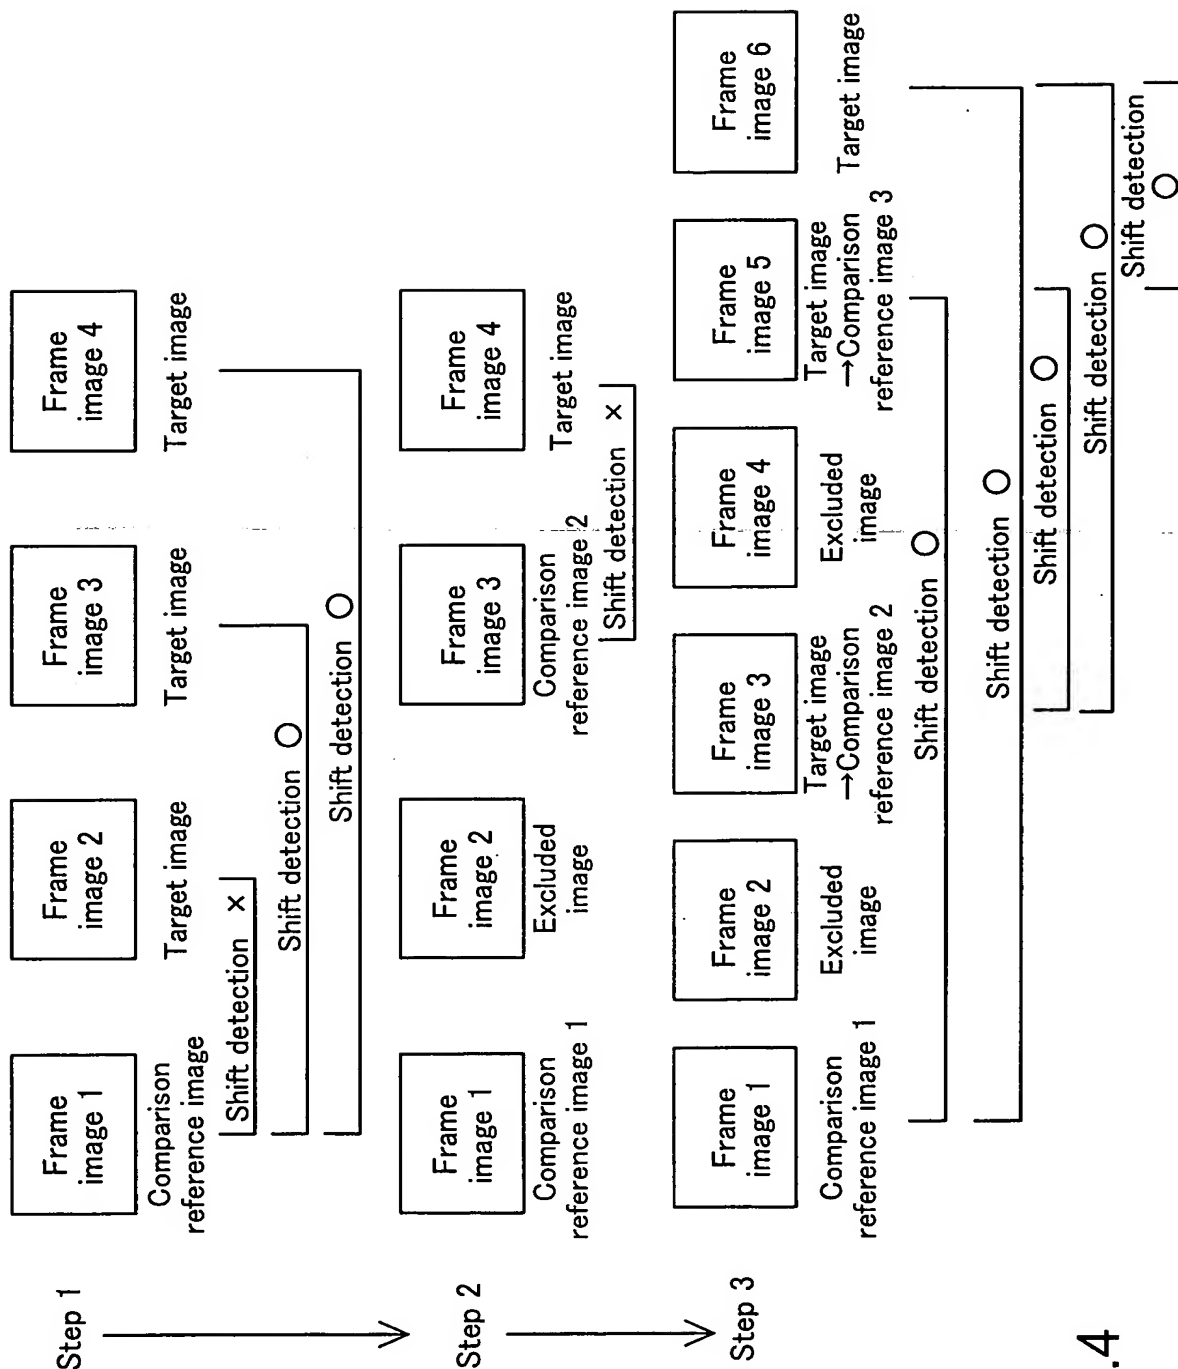 Step 1
Frame
image 1
Frame
image 2
Frame
image 3
Frame
image 4
Comparison
reference image
Target image
Target image
Target image
Shift detection ×
Shift detection ○
Shift detection ○
Step 2
Frame
image 1
Frame
image 2
Frame
image 3
Frame
image 4
Comparison
reference image 1
Excluded
image
Comparison
reference image 2
Target image
Shift detection ×
Step 3
Frame
image 1
Frame
image 2
Frame
image 3
Frame
image 4
Frame
image 5
Frame
image 6
Comparison
reference image 1
Excluded
image
Target image
→Comparison
reference image 2
Excluded
image
Target image
→Comparison
reference image 3
Target image
Shift detection ○
Shift detection ○
Shift detection ○
Shift detection ○
Shift detection
○
.4